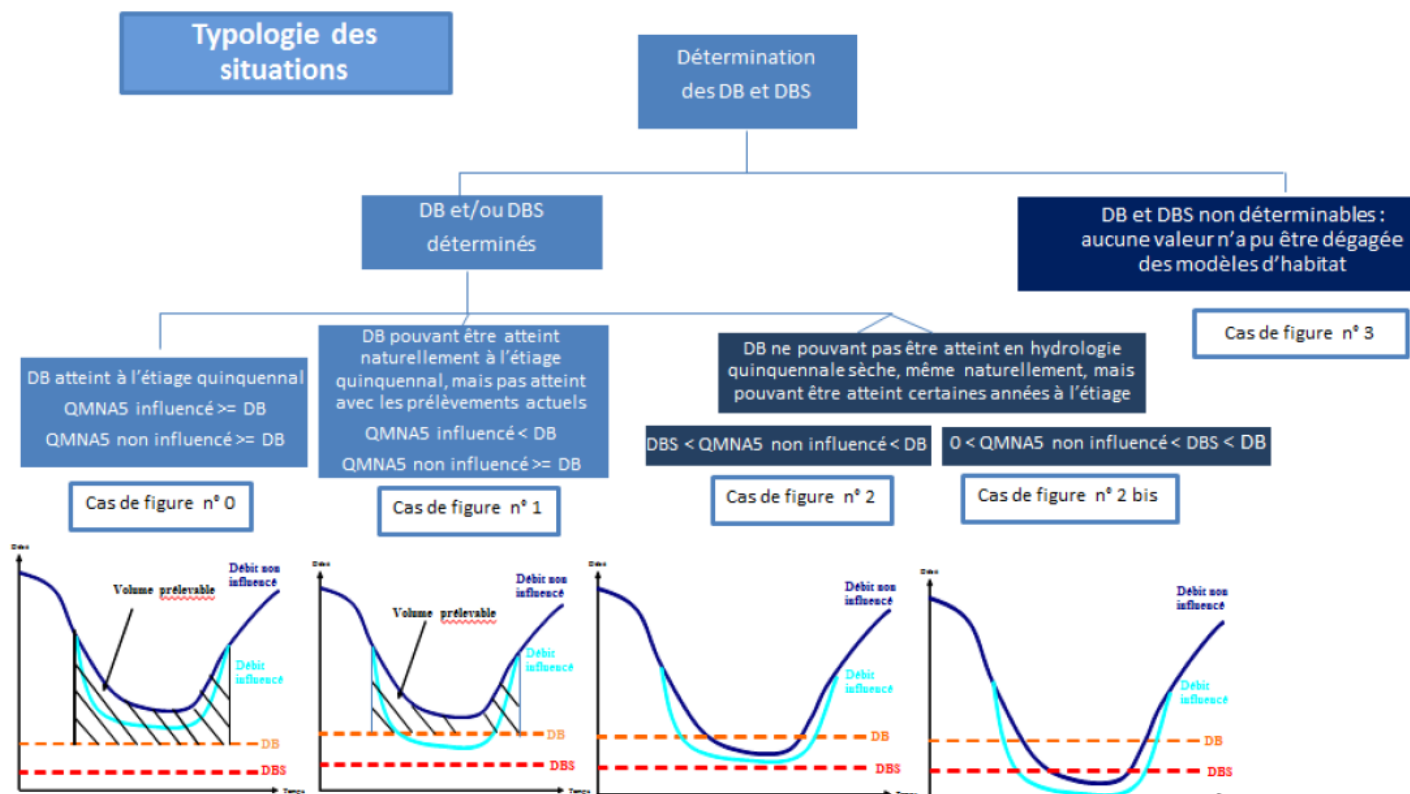 Typologie des
situations
Détermination
des DB et DBS
DB et/ou DBS
déterminés
DB et DBS non déterminables :
aucune valeur n'a pu être dégagée
des modèles d'habitat
Cas de figure n° 3
DB atteint à l'étiage quinquennal
QMNA5 influencé >= DB
QMNA5 non influencé >= DB
DB pouvant être atteint
naturellement à l'étiage
quinquennal, mais pas atteint
avec les prélèvements actuels
QMNA5 influencé < DB
QMNA5 non influencé >= DB
DB ne pouvant pas être atteint en hydrologie
quinquennale sèche, même naturellement, mais
pouvant être atteint certaines années à l'étiage
DBS < QMNA5 non influencé < DB
0 < QMNA5 non influencé < DBS < DB
Cas de figure n° 0
Cas de figure n° 1
Cas de figure n° 2
Cas de figure n° 2 bis
Débit
Volume prélevable
Débit non
influencé
Débit
influencé
DB
DBS
Temps
Débit
Volume prélevable
Débit non
influencé
Débit
influencé
DB
DBS
Temps
Débit
Débit non
influencé
Débit
influencé
DB
DBS
Débit
Débit non
influencé
Débit
influencé
DB
DBS